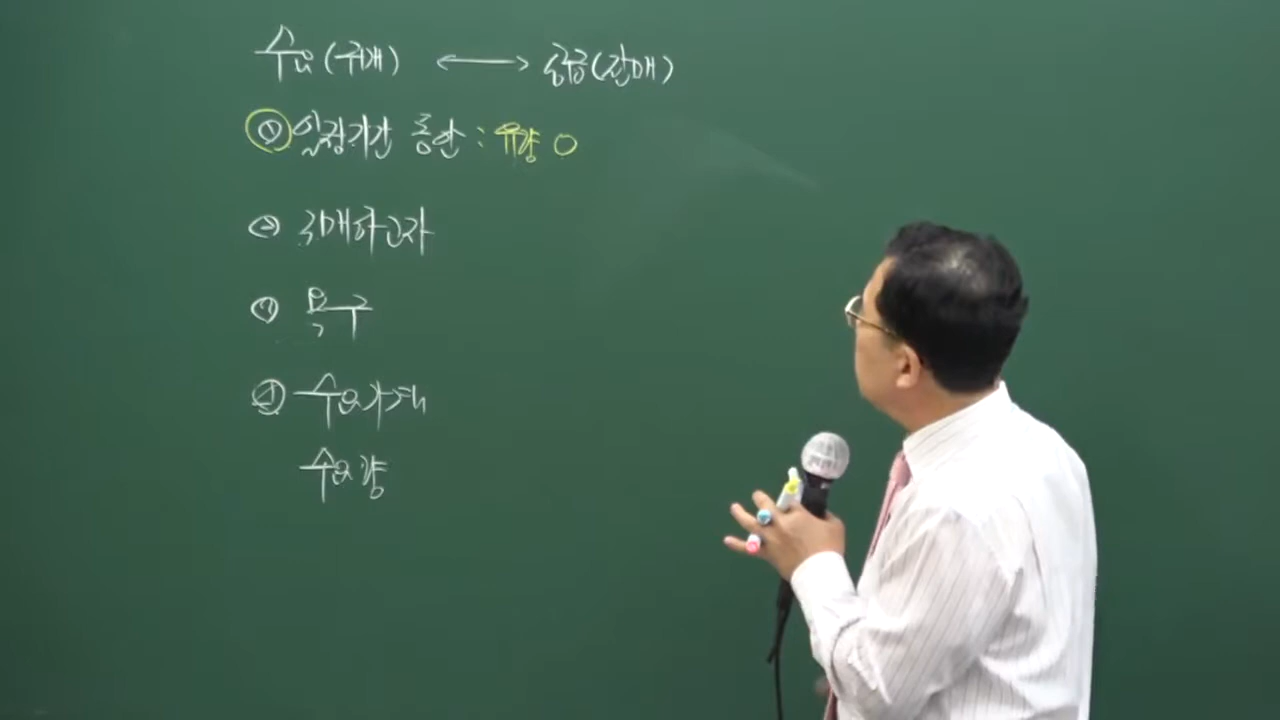 수요(구매) ⟷ 공급(판매)
① 일정기간 동안 : 유량 O
② 구매하고자
③ 욕구
④ 수요가격
수요량